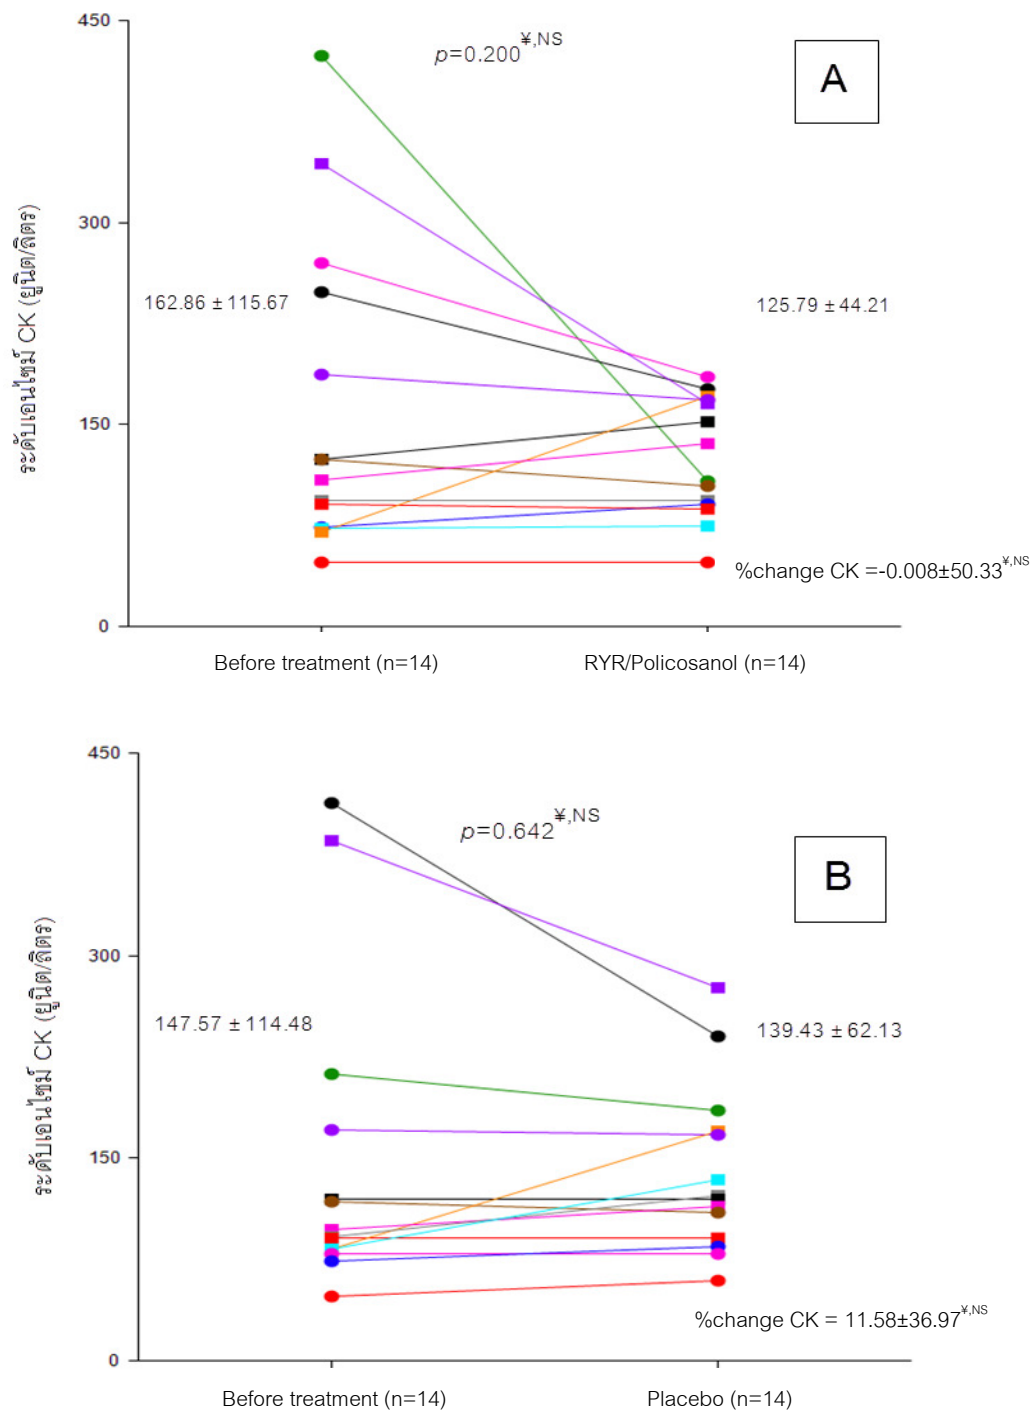 450
p=0.200¥,NS
A
300
162.86 ± 115.67
125.79 ± 44.21
ระดับเอนไซม์ CK (ยูนิต/ลิตร)
150
%change CK =-0.008±50.33¥,NS
0
Before treatment (n=14)
RYR/Policosanol (n=14)
450
p=0.642¥,NS
B
300
147.57 ± 114.48
139.43 ± 62.13
ระดับเอนไซม์ CK (ยูนิต/ลิตร)
150
%change CK = 11.58±36.97¥,NS
0
Before treatment (n=14)
Placebo (n=14)